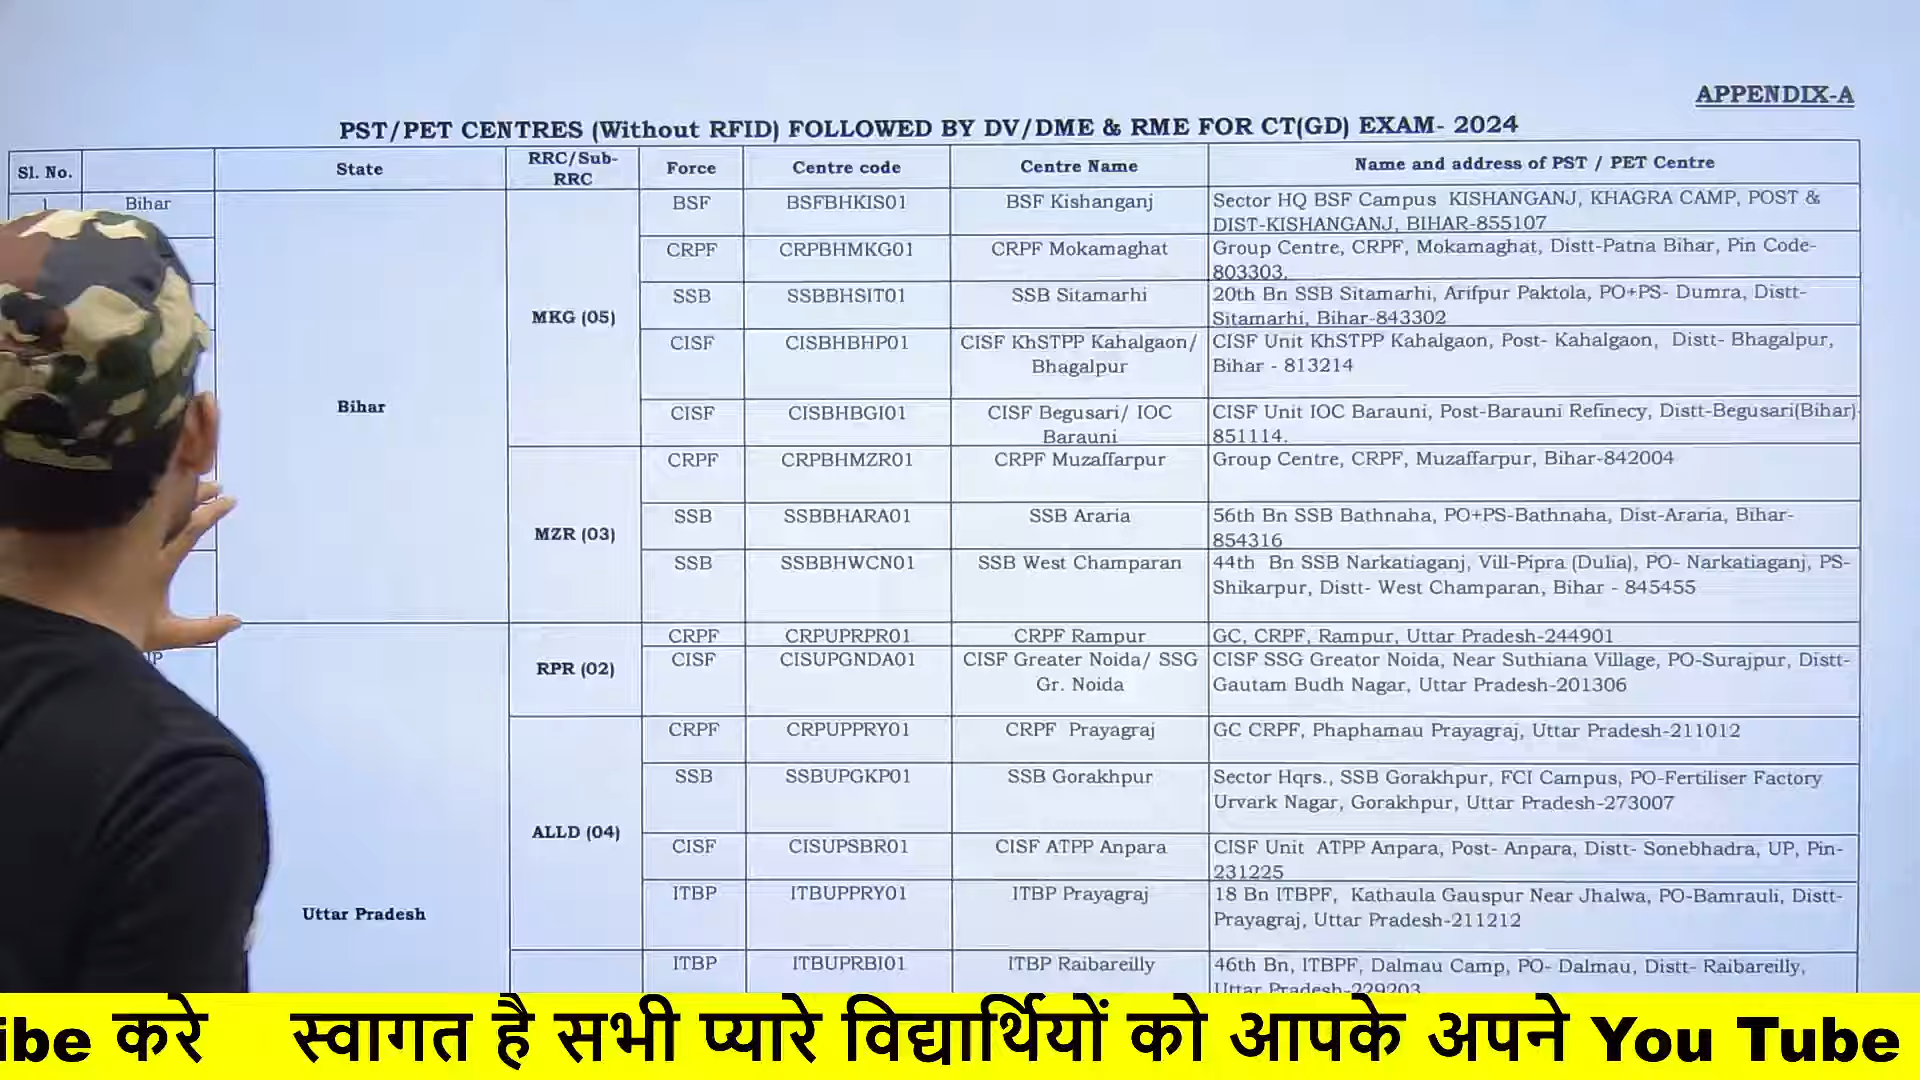 APPENDIX-A
PST/PET CENTRES (Without RFID) FOLLOWED BY DV/DME & RME FOR CT(GD) EXAM- 2024
Sl. No. State RRC/Sub-RRC Force Centre code Centre Name Name and address of PST / PET Centre
1 Bihar Bihar MKG (05) BSF BSFBHKIS01 BSF Kishanganj Sector HQ BSF Campus KISHANGANJ, KHAGRA CAMP, POST &
DIST-KISHANGANJ, BIHAR-855107
CRPF CRPBHMKG01 CRPF Mokamaghat Group Centre, CRPF, Mokamaghat, Distt-Patna Bihar, Pin Code-
803303.
SSB SSBBHSIT01 SSB Sitamarhi 20th Bn SSB Sitamarhi, Arifpur Paktola, PO+PS- Dumra, Distt-
Sitamarhi, Bihar-843302
CISF CISBHBHP01 CISF KhSTPP Kahalgaon/ Bhagalpur CISF Unit KhSTPP Kahalgaon, Post- Kahalgaon, Distt- Bhagalpur,
Bihar - 813214
CISF CISBHBGI01 CISF Begusari/ IOC Barauni CISF Unit IOC Barauni, Post-Barauni Refinecy, Distt-Begusari(Bihar)
851114.
MZR (03) CRPF CRPBHMZR01 CRPF Muzaffarpur Group Centre, CRPF, Muzaffarpur, Bihar-842004
SSB SSBBHARA01 SSB Araria 56th Bn SSB Bathnaha, PO+PS-Bathnaha, Dist-Araria, Bihar-
854316
SSB SSBBHWCN01 SSB West Champaran 44th Bn SSB Narkatiaganj, Vill-Pipra (Dulia), PO- Narkatiaganj, PS-
Shikarpur, Distt- West Champaran, Bihar - 845455
Uttar Pradesh RPR (02) CRPF CRPUPRPR01 CRPF Rampur GC, CRPF, Rampur, Uttar Pradesh-244901
CISF CISUPGNDA01 CISF Greater Noida/ SSG Gr. Noida CISF SSG Greator Noida, Near Suthiana Village, PO-Surajpur, Distt-
Gautam Budh Nagar, Uttar Pradesh-201306
ALLD (04) CRPF CRPUPPRY01 CRPF Prayagraj GC CRPF, Phaphamau Prayagraj, Uttar Pradesh-211012
SSB SSBUPGKP01 SSB Gorakhpur Sector Hqrs., SSB Gorakhpur, FCI Campus, PO-Fertiliser Factory
Urvark Nagar, Gorakhpur, Uttar Pradesh-273007
CISF CISUPSBR01 CISF ATPP Anpara CISF Unit ATPP Anpara, Post- Anpara, Distt- Sonebhadra, UP, Pin-
231225
ITBP ITBUPPRY01 ITBP Prayagraj 18 Bn ITBPF, Kathaula Gauspur Near Jhalwa, PO-Bamrauli, Distt-
Prayagraj, Uttar Pradesh-211212
ITBP ITBUPRBI01 ITBP Raibareilly 46th Bn, ITBPF, Dalmau Camp, PO- Dalmau, Distt- Raibareilly,
Uttar Pradesh-229203
ibe करे स्वागत है सभी प्यारे विद्यार्थियों को आपके अपने You Tube